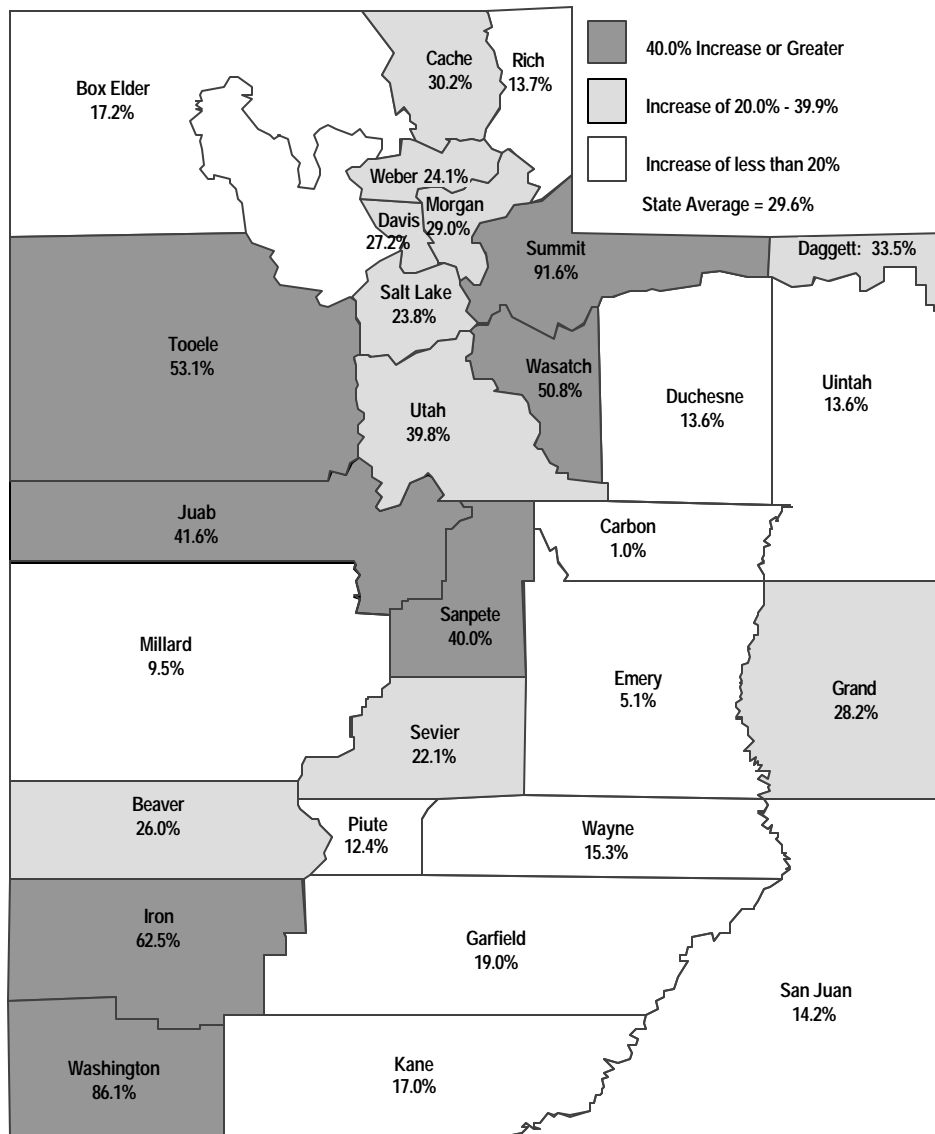 40.0% Increase or Greater
Increase of 20.0% - 39.9%
Increase of less than 20%
State Average = 29.6%
Box Elder
17.2%
Cache
30.2%
Rich
13.7%
Weber 24.1%
Morgan
29.0%
Davis
27.2%
Summit
91.6%
Daggett: 33.5%
Salt Lake
23.8%
Tooele
53.1%
Wasatch
50.8%
Duchesne
13.6%
Uintah
13.6%
Utah
39.8%
Juab
41.6%
Carbon
1.0%
Sanpete
40.0%
Millard
9.5%
Emery
5.1%
Grand
28.2%
Sevier
22.1%
Beaver
26.0%
Piute
12.4%
Wayne
15.3%
Iron
62.5%
Garfield
19.0%
San Juan
14.2%
Washington
86.1%
Kane
17.0%